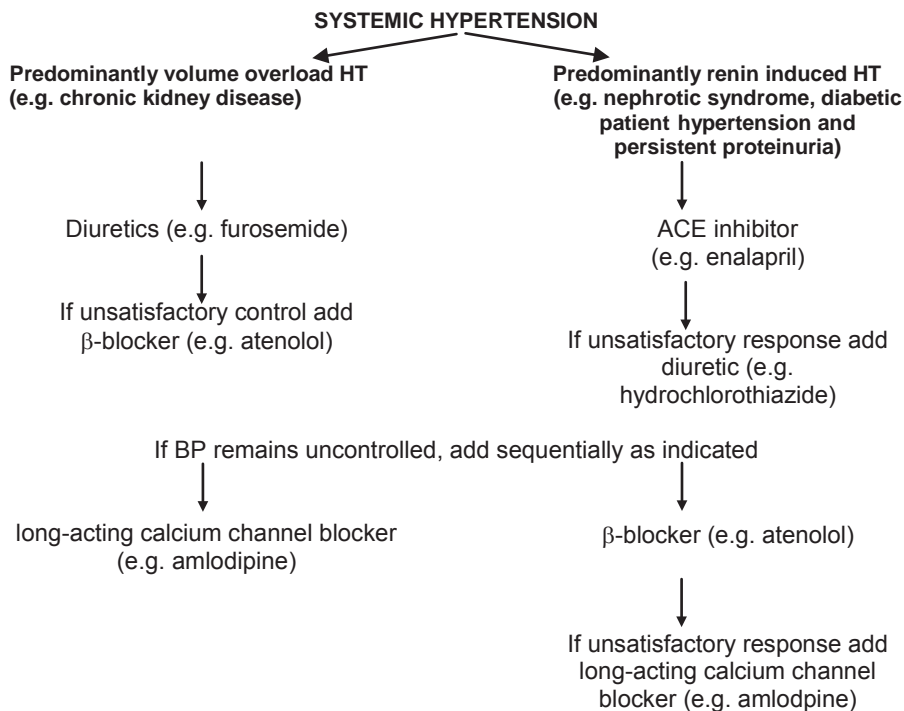 SYSTEMIC HYPERTENSION
Predominantly volume overload HT
(e.g. chronic kidney disease)
Predominantly renin induced HT
(e.g. nephrotic syndrome, diabetic
patient hypertension and
persistent proteinuria)
Diuretics (e.g. furosemide)
ACE inhibitor
(e.g. enalapril)
If unsatisfactory control add
β-blocker (e.g. atenolol)
If unsatisfactory response add
diuretic (e.g.
hydrochlorothiazide)
If BP remains uncontrolled, add sequentially as indicated
long-acting calcium channel blocker
(e.g. amlodipine)
β-blocker (e.g. atenolol)
If unsatisfactory response add
long-acting calcium channel
blocker (e.g. amlodpine)